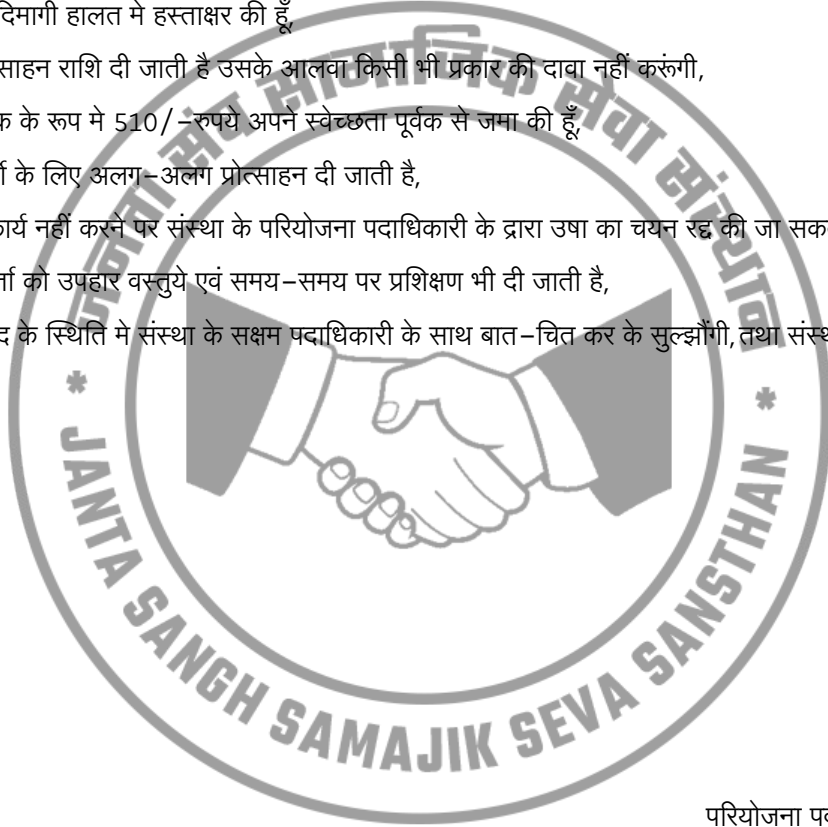 दिमागी हालत मे हस्ताक्षर की हूँ,
साहन राशि दी जाती है उसके आलवा किसी भी प्रकार की दावा नहीं करूंगी,
क के रूप मे 510/-रुपये अपने स्वेच्छता पूर्वक से जमा की हूँ,
के लिए अलग-अलग प्रोत्साहन दी जाती है,
कार्य नहीं करने पर संस्था के परियोजना पदाधिकारी के द्रारा उषा का चयन रद्द की जा सक
र्ता को उपहार वस्तुये एवं समय-समय पर प्रशिक्षण भी दी जाती है,
द के स्थिति मे संस्था के सक्षम पदाधिकारी के साथ बात-चित कर के सुल्झौंगी,तथा संस्थ
जनता संघ सामाजिक सेवा संस्थान
* JANTA SANGH SAMAJIK SEVA SANSTHAN *
परियोजना पद